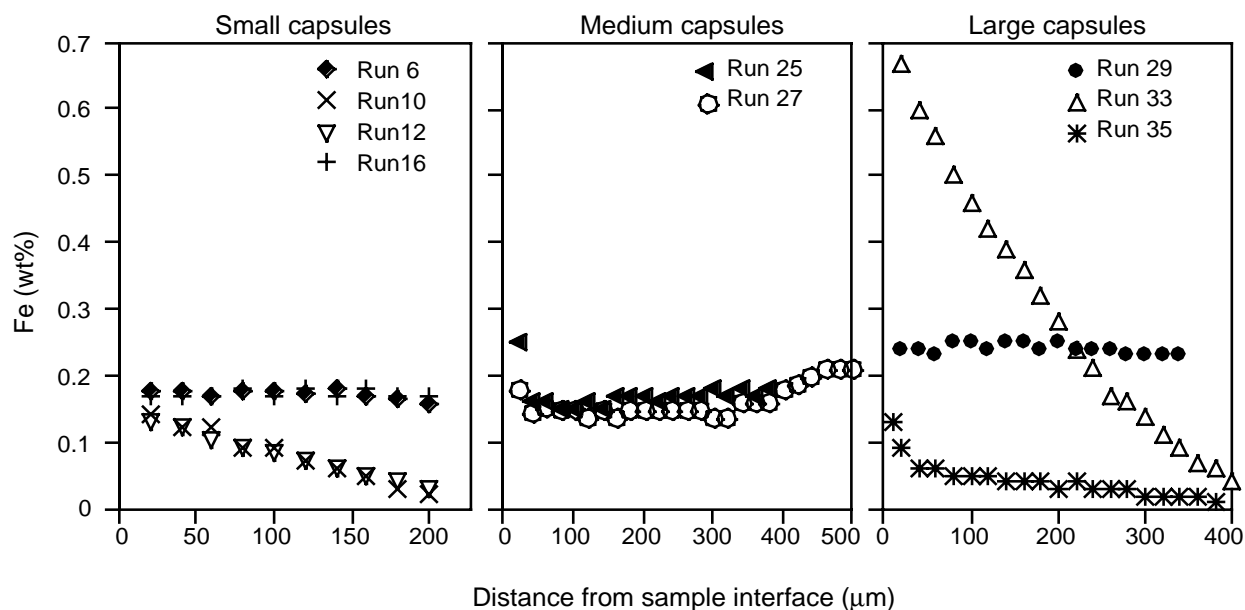 Small capsules
Medium capsules
Large capsules
0.7
0.6
0.5
0.4
0.3
0.2
0.1
0
Fe (wt%)
Run 6
Run10
Run12
Run16
Run 25
Run 27
Run 29
Run 33
Run 35
0 50 100 150 200
0 100 200 300 400 500
0 100 200 300 400
Distance from sample interface (μm)